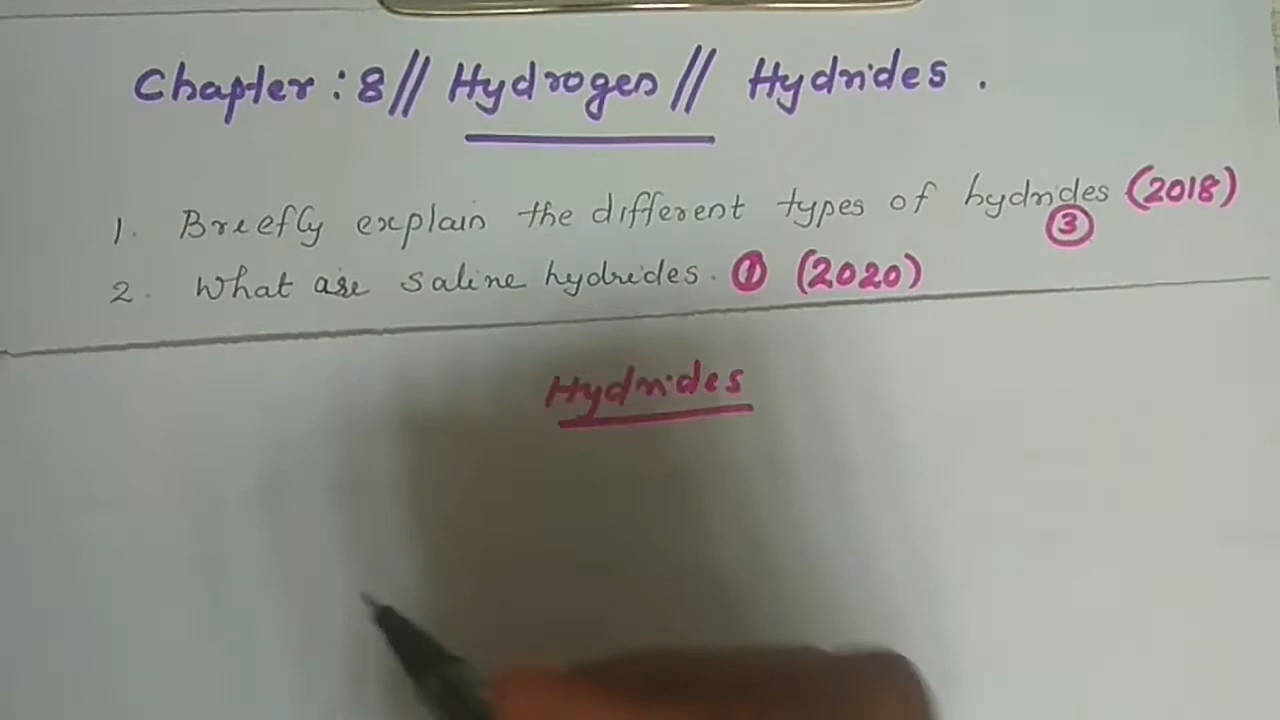 Chapter : 8 // Hydrogen // Hydrides .
1. Breefly explain the different types of hydrides (2018)
3
2. What are saline hydrides. 1 (2020)
Hydrides